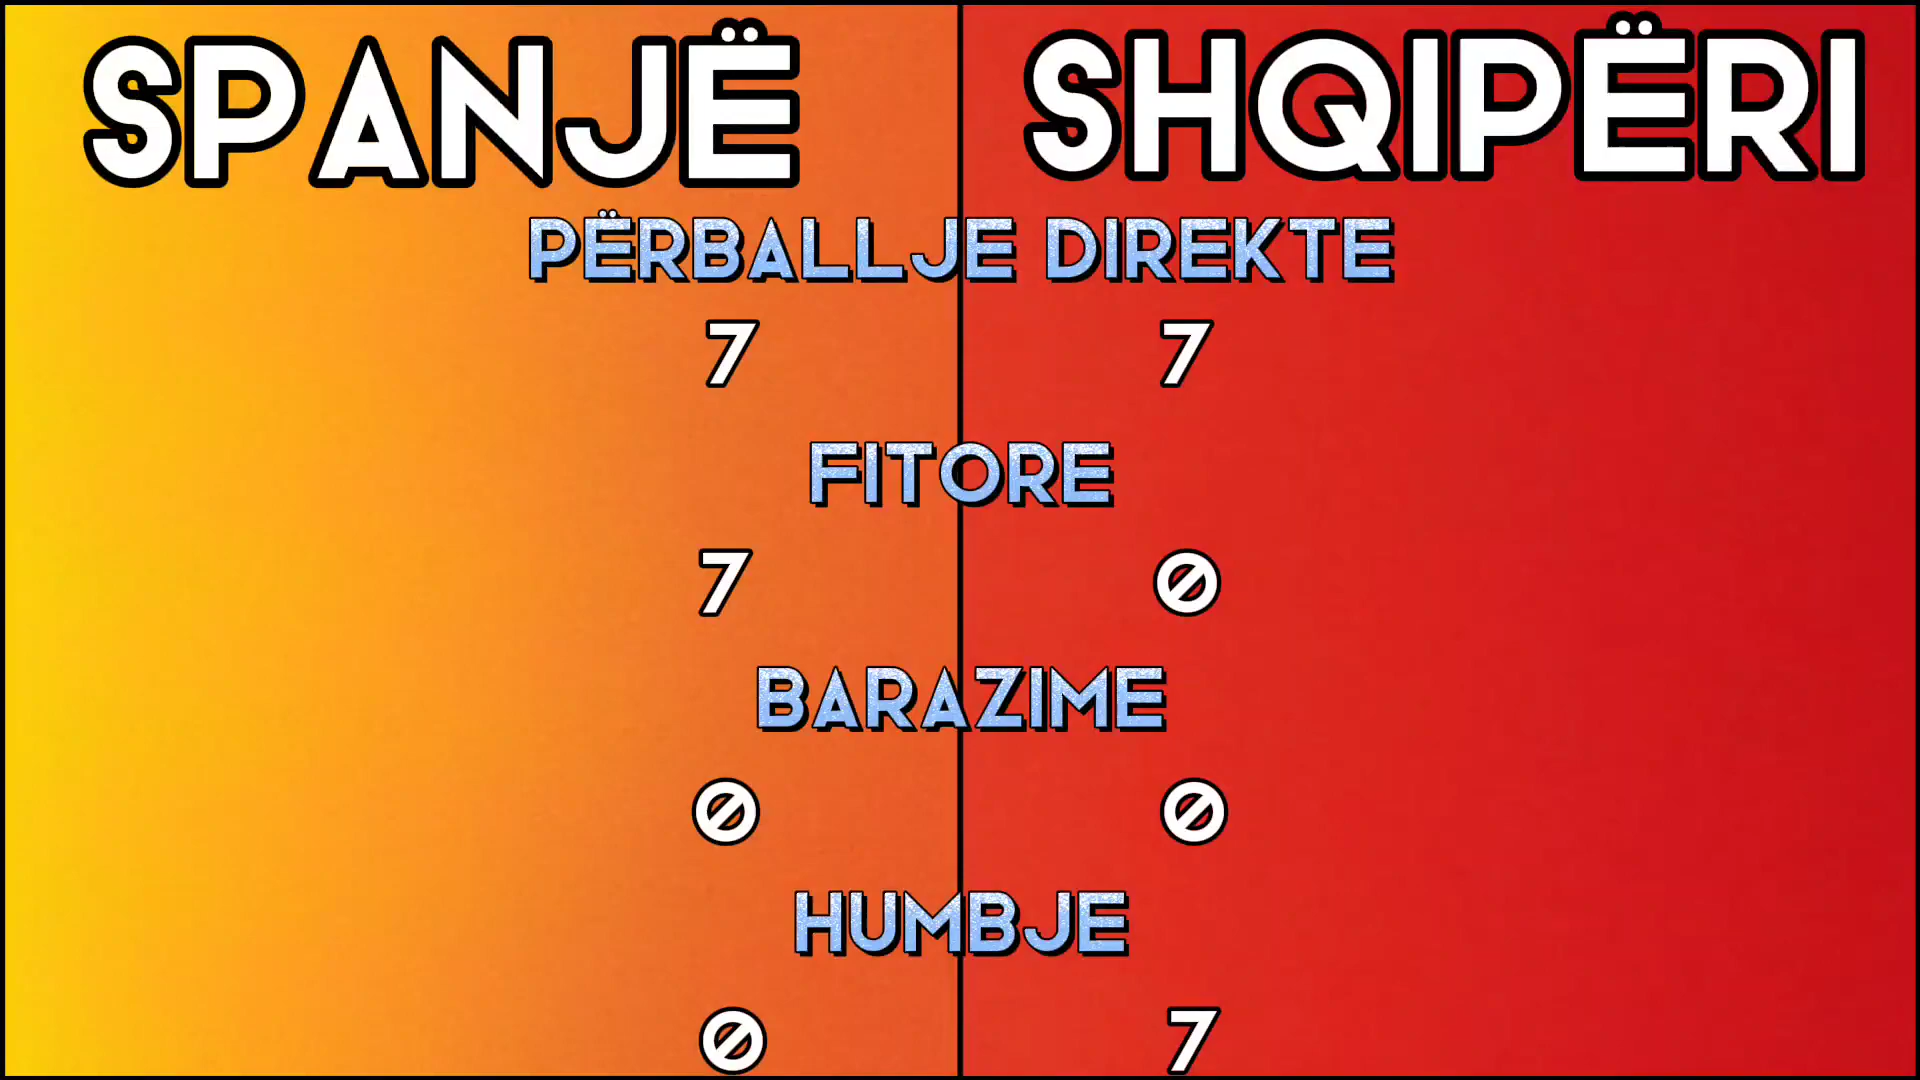 SPANJË SHQIPËRI
PËRBALLJE DIREKTE
7 7
FITORE
7 0
BARAZIME
0 0
HUMBJE
0 7